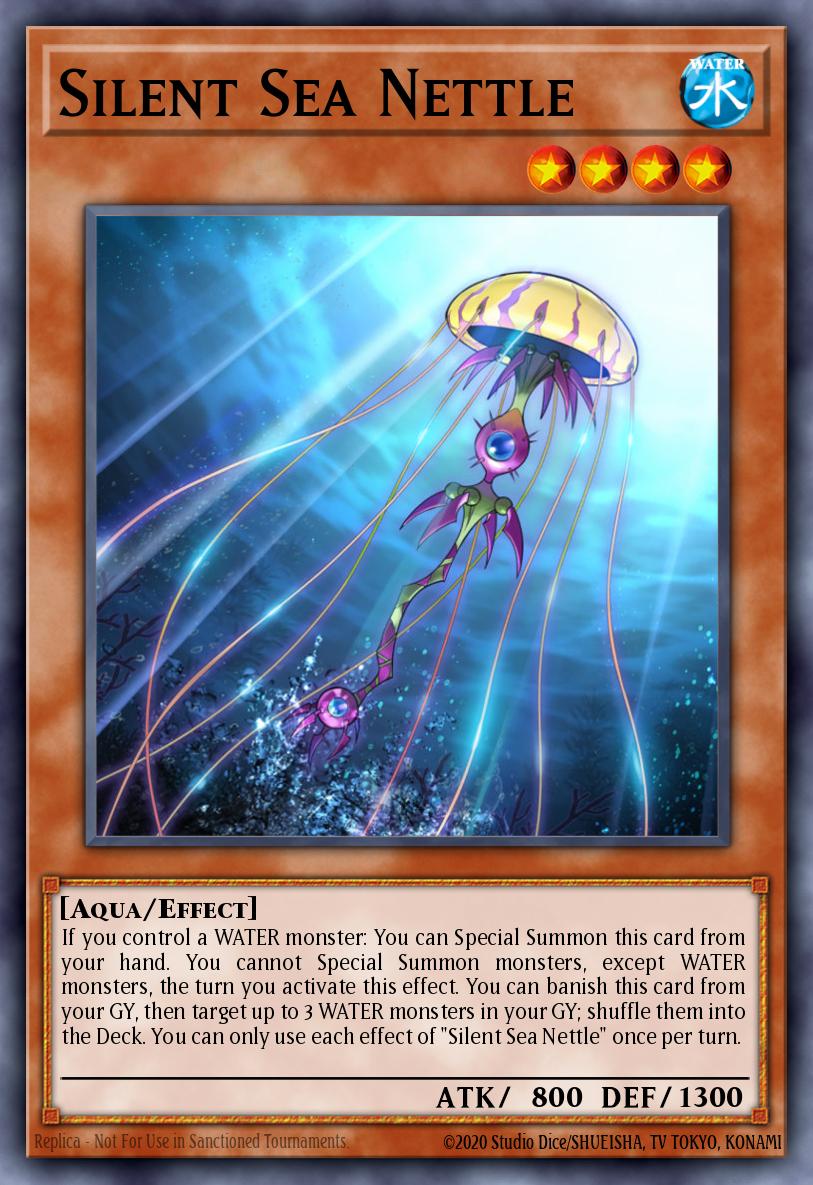 Silent Sea Nettle
WATER
水
[Aqua/Effect]
If you control a WATER monster: You can Special Summon this card from
your hand. You cannot Special Summon monsters, except WATER
monsters, the turn you activate this effect. You can banish this card from
your GY, then target up to 3 WATER monsters in your GY; shuffle them into
the Deck. You can only use each effect of "Silent Sea Nettle" once per turn.
ATK/ 800 DEF/1300
Replica - Not For Use in Sanctioned Tournaments.
©2020 Studio Dice/SHUEISHA, TV TOKYO, KONAMI